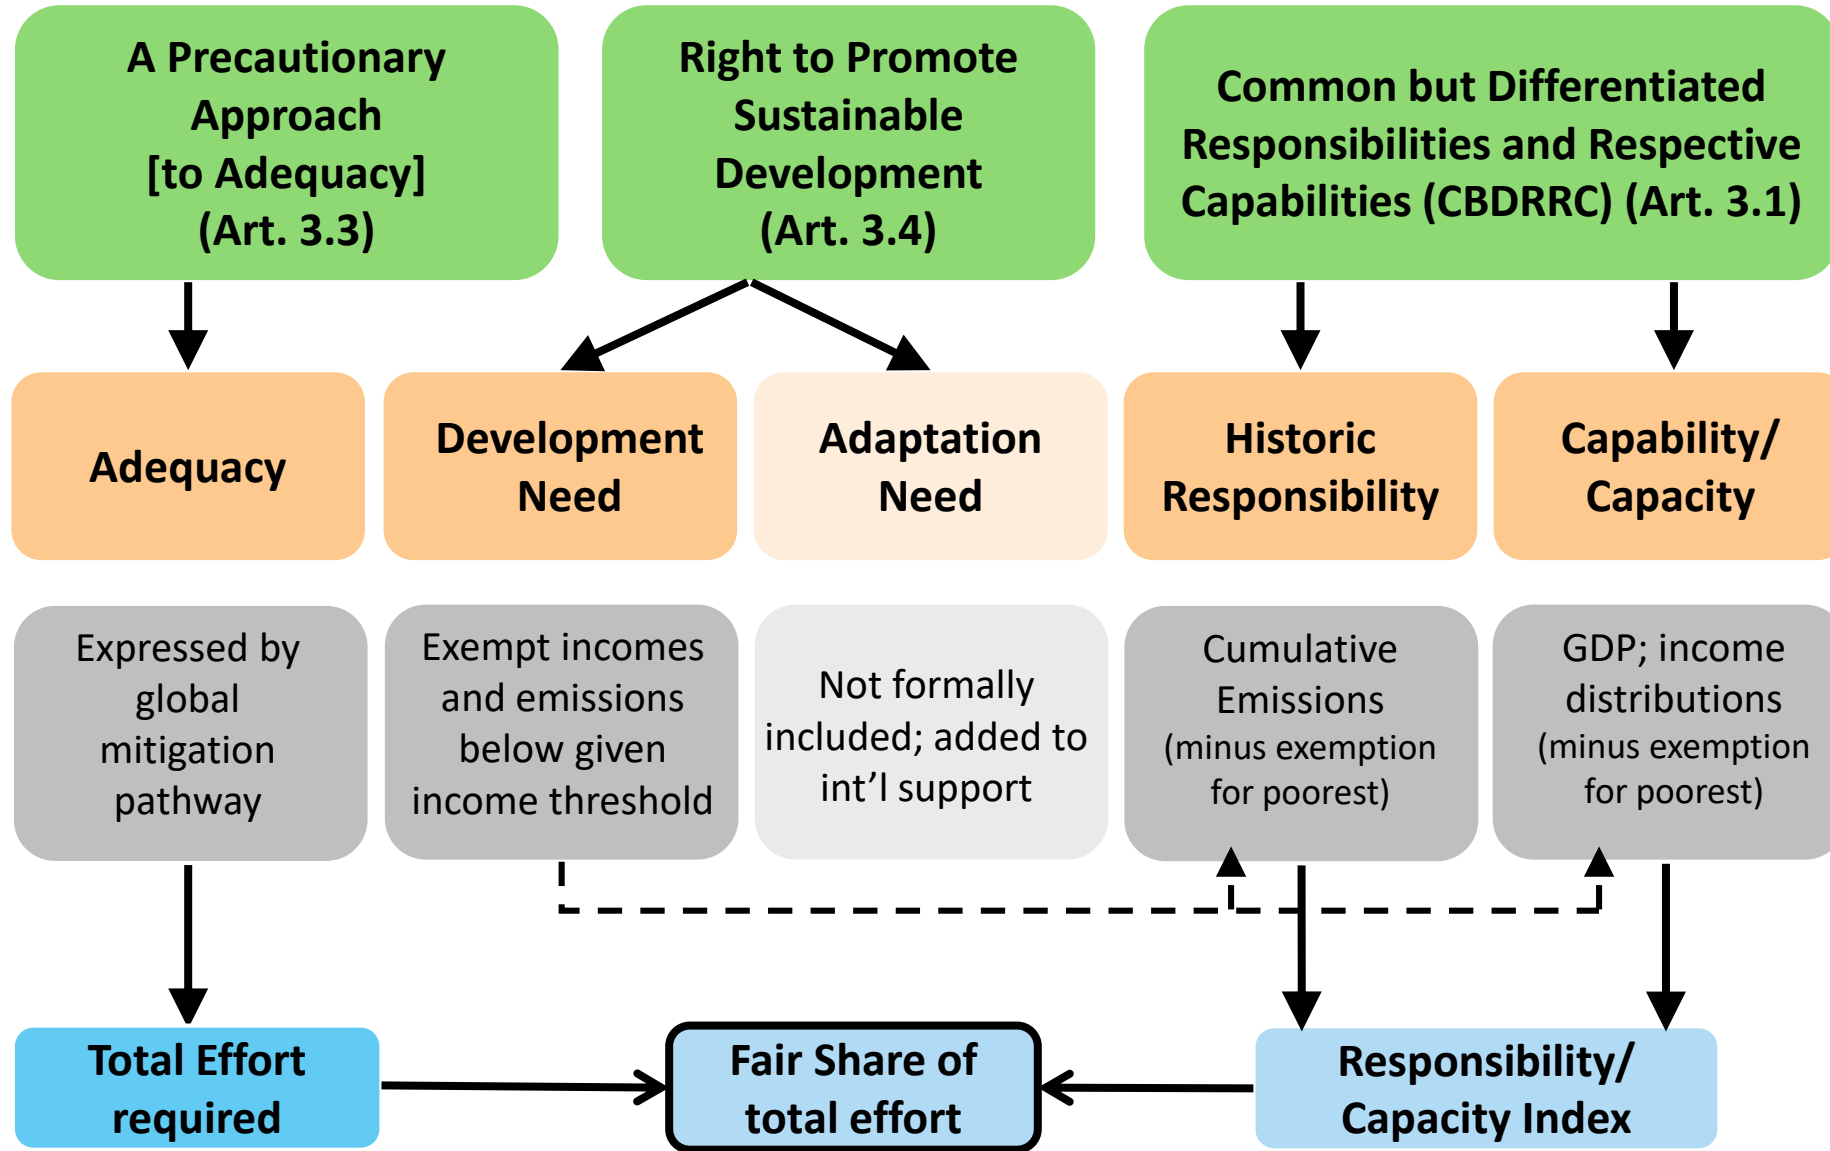 A Precautionary
Approach
[to Adequacy]
(Art. 3.3)
Right to Promote
Sustainable
Development
(Art. 3.4)
Common but Differentiated
Responsibilities and Respective
Capabilities (CBDRRC) (Art. 3.1)
Adequacy
Development
Need
Adaptation
Need
Historic
Responsibility
Capability/
Capacity
Expressed by
global
mitigation
pathway
Exempt incomes
and emissions
below given
income threshold
Not formally
included; added to
int’l support
Cumulative
Emissions
(minus exemption
for poorest)
GDP; income
distributions
(minus exemption
for poorest)
Total Effort
required
Fair Share of
total effort
Responsibility/
Capacity Index